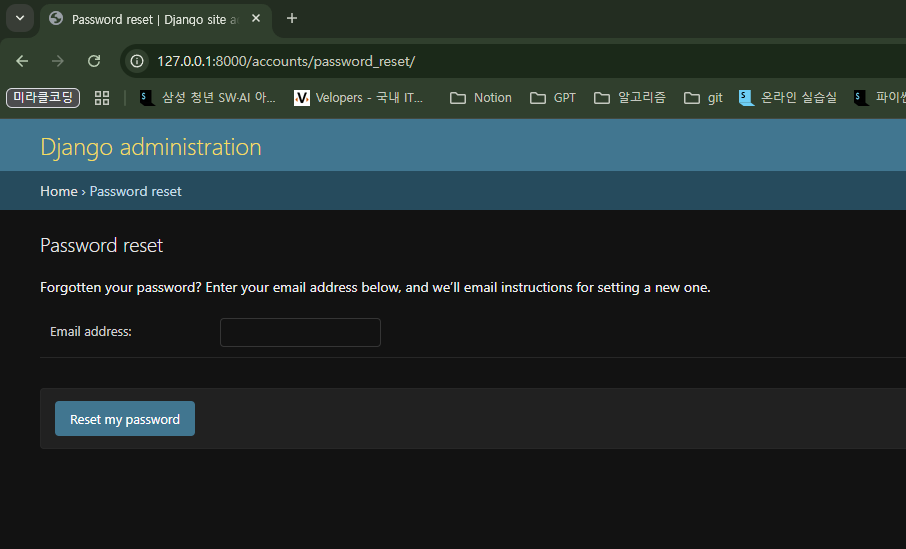 Password reset | Django site a
127.0.0.1:8000/accounts/password_reset/
미라클코딩
삼성 청년 SW·AI 아...
Velopers - 국내 IT...
Notion
GPT
알고리즘
git
온라인 실습실
파이썬
Django administration
Home › Password reset
Password reset
Forgotten your password? Enter your email address below, and we’ll email instructions for setting a new one.
Email address:
Reset my password